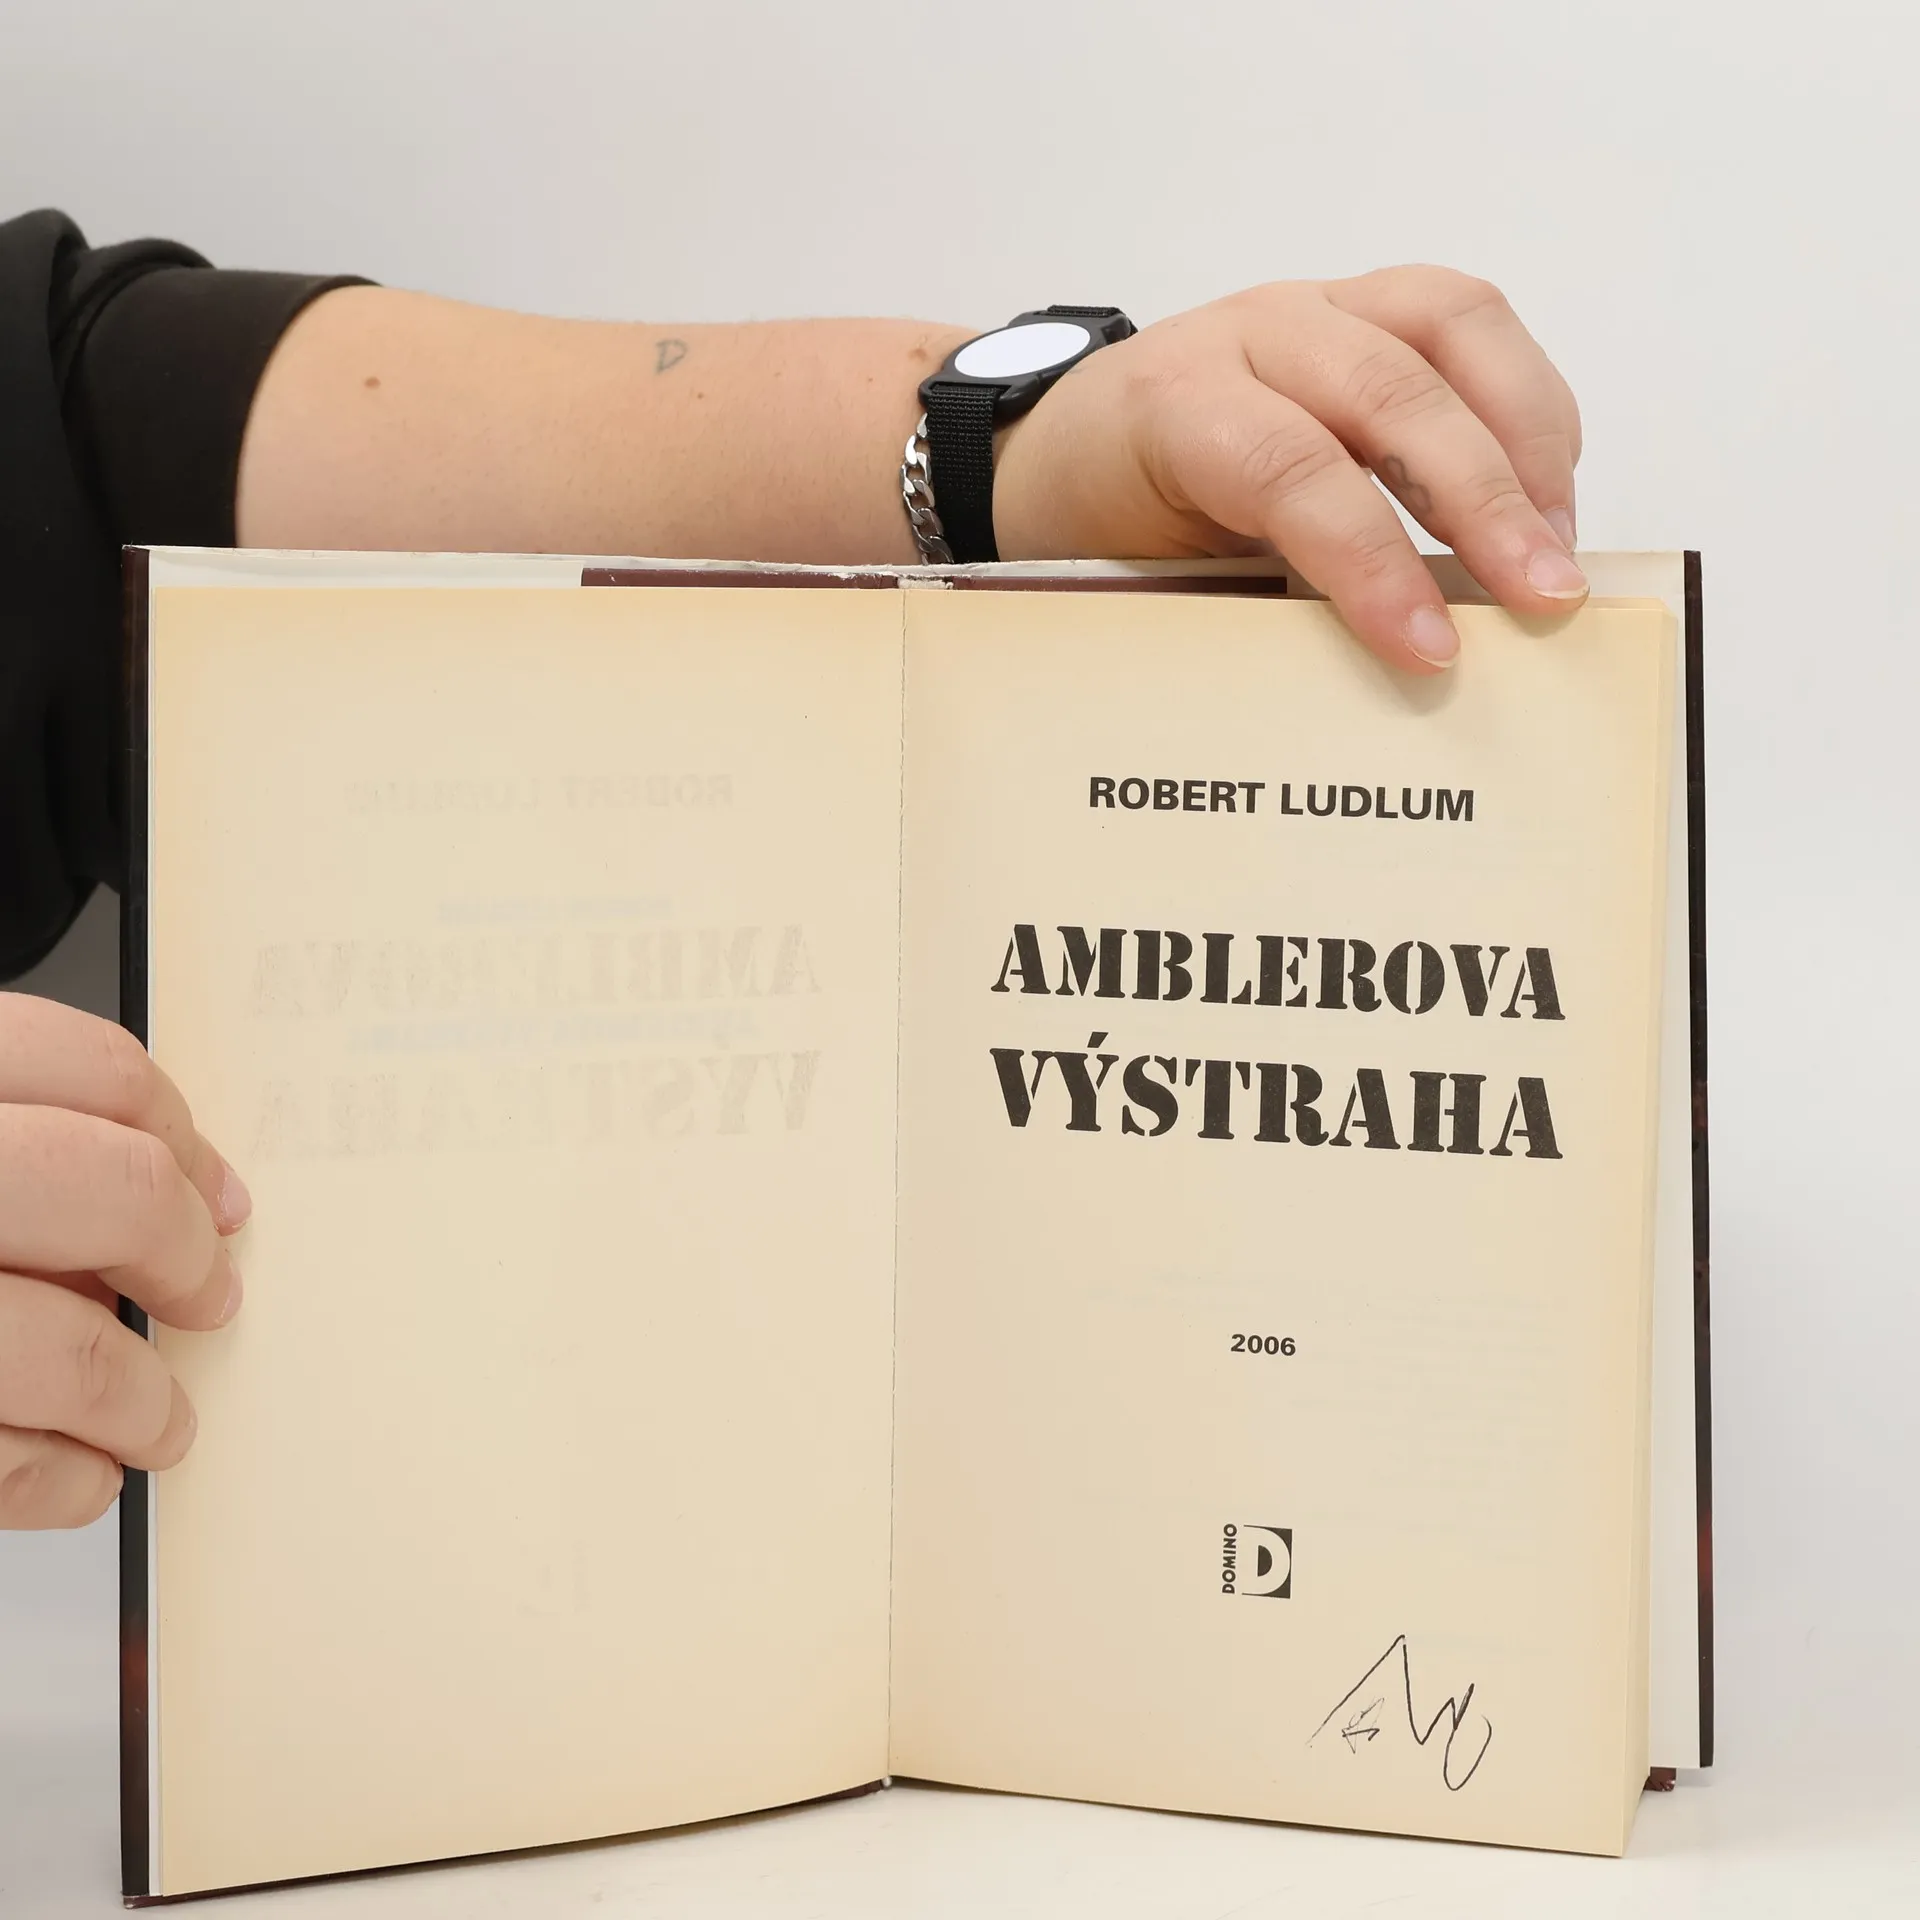 ROBERT LUDLUM
AMBLEROVA
VÝSTRAHA
2006
DOMINO
D